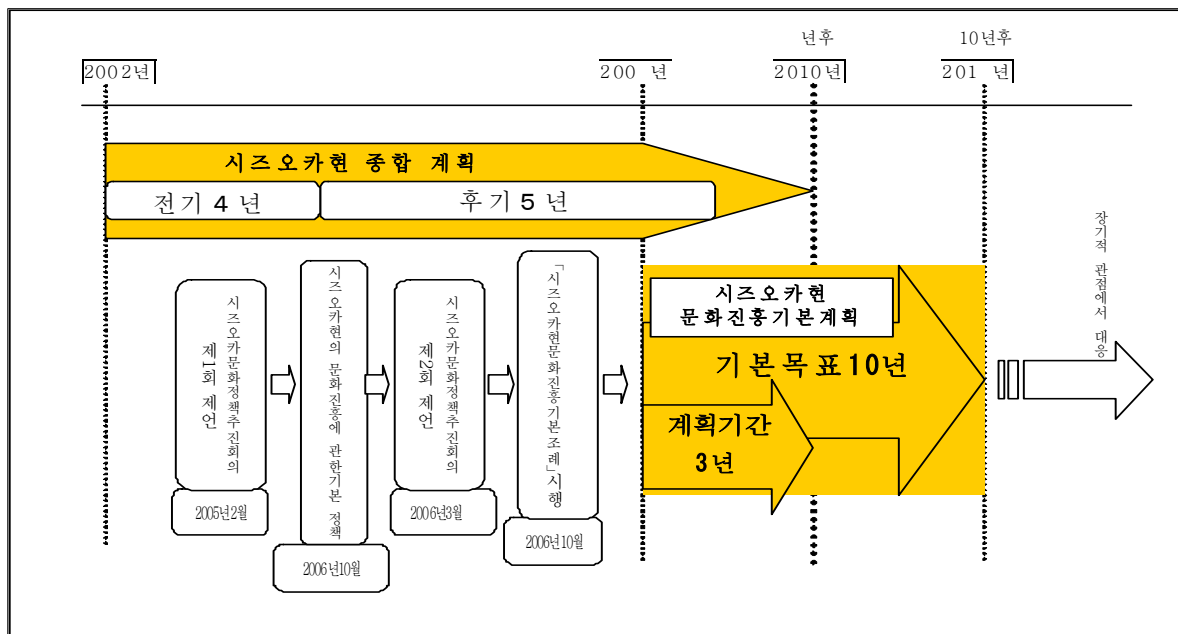 년후
10년후
2002년
200 년
2010년
201 년
시즈오카현 종합 계획
전기 4 년
후기 5 년
시즈오카문화정책추진회의
제1회 제언
2005년2월
시즈오카현의 문화진흥에 관한기본 정책
2006년10월
시즈오카문화정책추진회의
제2회 제언
2006년3월
「시즈오카현문화진흥기본조례」시행
2006년10월
시즈오카현
문화진흥기본계획
기본목표10년
계획기간
3년
장기적 관점에서 대응